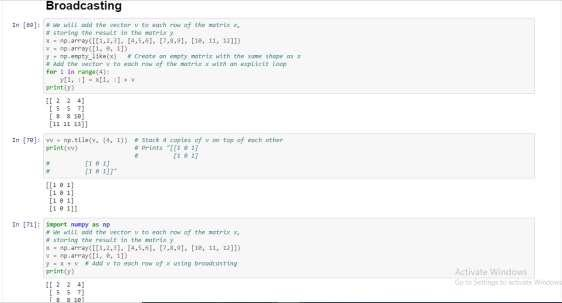 Broadcasting
In [69]: # We will add the vector v to each row of the matrix x,
# storing the result in the matrix y
x = np.array([[1,2,3], [4,5,6], [7,8,9], [10, 11, 12]])
v = np.array([1, 0, 1])
y = np.empty_like(x)   # Create an empty matrix with the same shape as x
# Add the vector v to each row of the matrix x with an explicit loop
for i in range(4):
    y[i, :] = x[i, :] + v
print(y)
[[ 2  2  4]
 [ 5  5  7]
 [ 8  8 10]
 [11 11 13]]
In [70]: vv = np.tile(v, (4, 1))  # Stack 4 copies of v on top of each other
print(vv)                # Prints "[[1 0 1]
                         #          [1 0 1]
#          [1 0 1]
#          [1 0 1]]"
[[1 0 1]
 [1 0 1]
 [1 0 1]
 [1 0 1]]
In [71]: import numpy as np
# We will add the vector v to each row of the matrix x,
# storing the result in the matrix y
x = np.array([[1,2,3], [4,5,6], [7,8,9], [10, 11, 12]])
v = np.array([1, 0, 1])
y = x + v  # Add v to each row of x using broadcasting
print(y)
[[ 2  2  4]
 [ 5  5  7]
 [ 8  8 10]
Activate Windows
Go to Settings to activate Windows